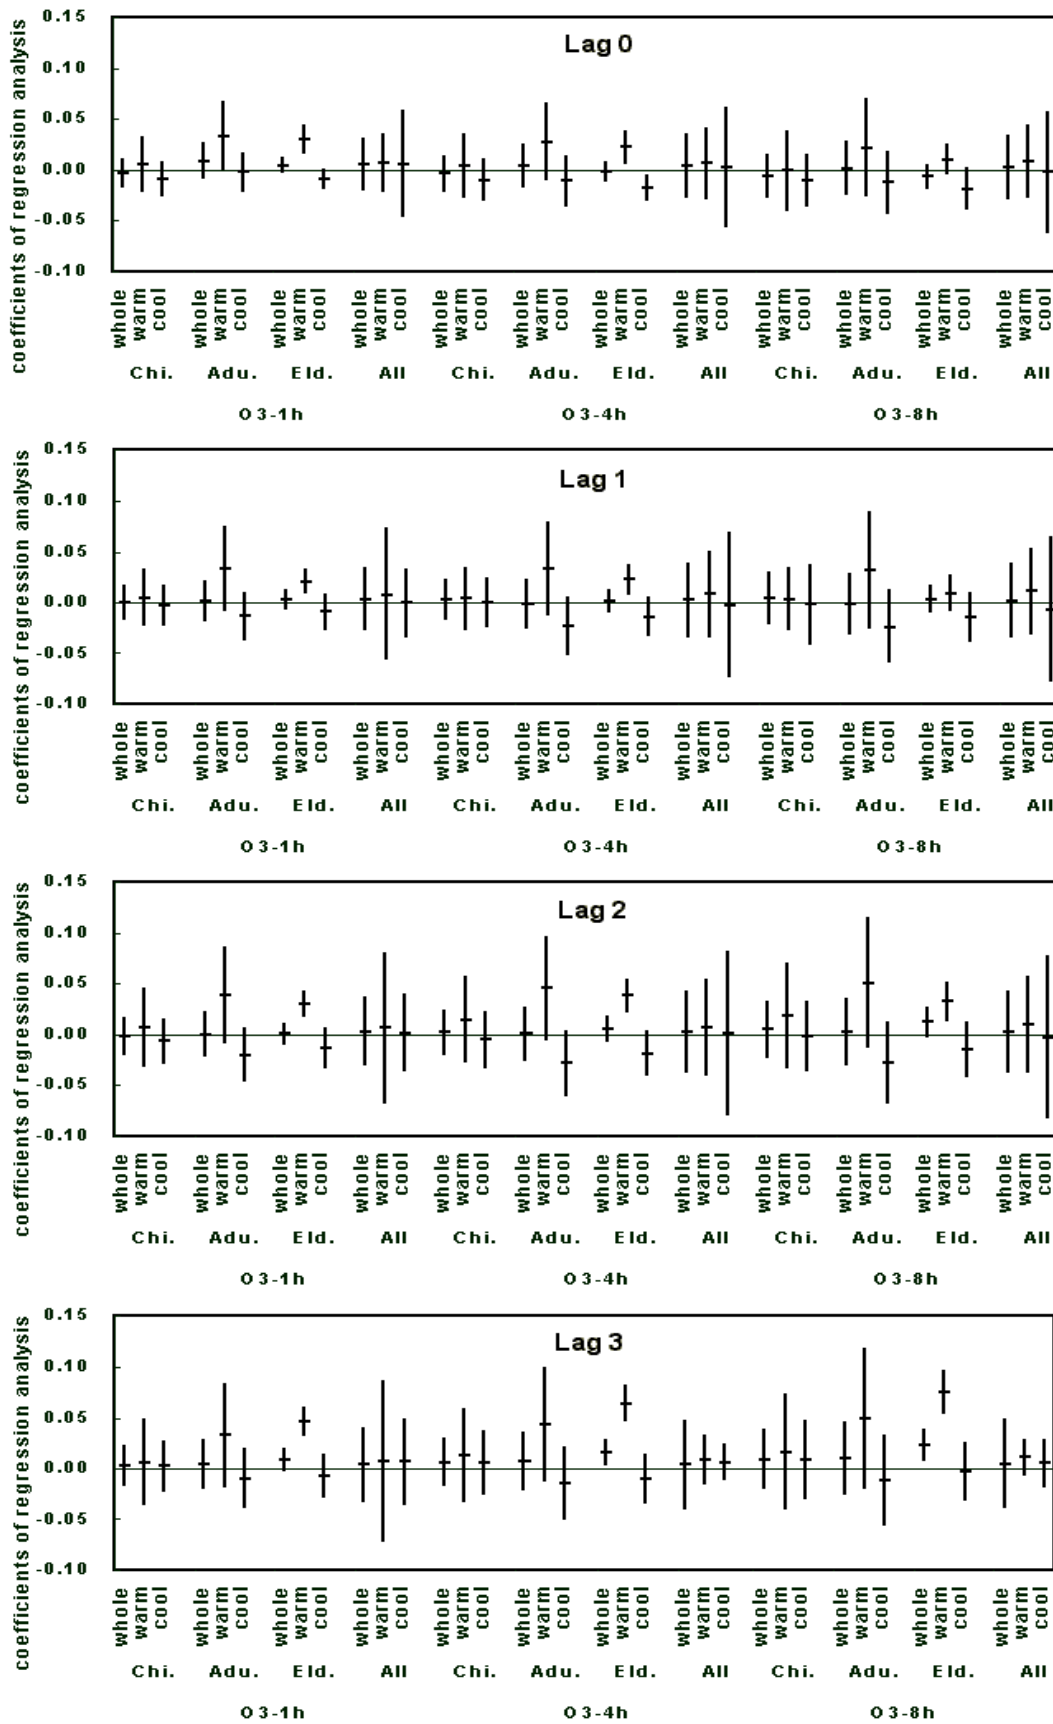 coefficients of regression analysis
0.15
0.10
0.05
0.00
-0.05
-0.10
Lag 0
whole warm cool whole warm cool whole warm cool whole warm cool whole warm cool whole warm cool whole warm cool whole warm cool whole warm cool whole warm cool whole warm cool whole warm cool
Chi. Adu. Eld. All Chi. Adu. Eld. All Chi. Adu. Eld. All
O3-1h O3-4h O3-8h
coefficients of regression analysis
0.15
0.10
0.05
0.00
-0.05
-0.10
Lag 1
whole warm cool whole warm cool whole warm cool whole warm cool whole warm cool whole warm cool whole warm cool whole warm cool whole warm cool whole warm cool whole warm cool whole warm cool
Chi. Adu. Eld. All Chi. Adu. Eld. All Chi. Adu. Eld. All
O3-1h O3-4h O3-8h
coefficients of regression analysis
0.15
0.10
0.05
0.00
-0.05
-0.10
Lag 2
whole warm cool whole warm cool whole warm cool whole warm cool whole warm cool whole warm cool whole warm cool whole warm cool whole warm cool whole warm cool whole warm cool whole warm cool
Chi. Adu. Eld. All Chi. Adu. Eld. All Chi. Adu. Eld. All
O3-1h O3-4h O3-8h
coefficients of regression analysis
0.15
0.10
0.05
0.00
-0.05
-0.10
Lag 3
whole warm cool whole warm cool whole warm cool whole warm cool whole warm cool whole warm cool whole warm cool whole warm cool whole warm cool whole warm cool whole warm cool whole warm cool
Chi. Adu. Eld. All Chi. Adu. Eld. All Chi. Adu. Eld. All
O3-1h O3-4h O3-8h